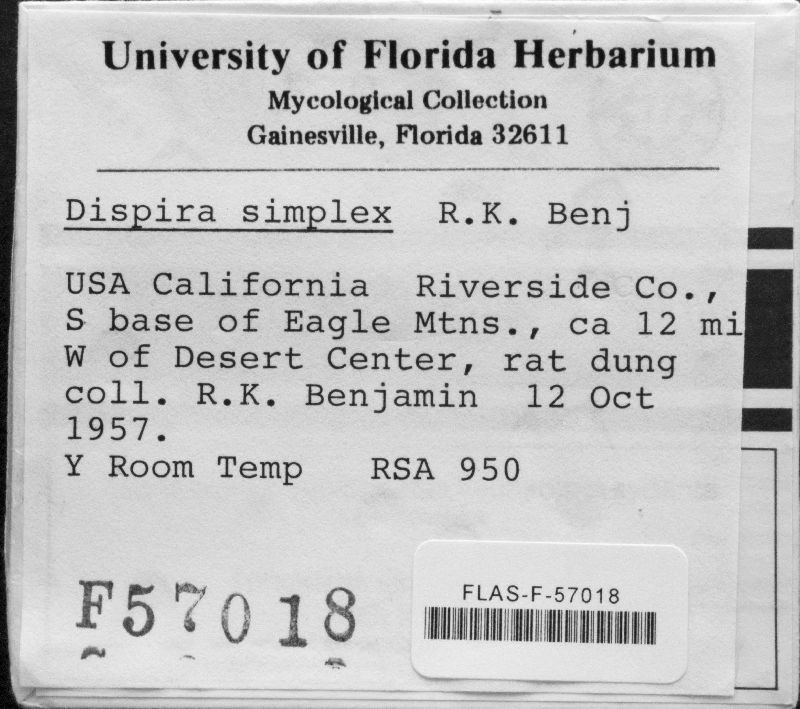 University of Florida Herbarium
Mycological Collection
Gainesville, Florida 32611
Dispira simplex R.K. Benj
USA California Riverside Co.,
S base of Eagle Mtns., ca 12 mi
W of Desert Center, rat dung
coll. R.K. Benjamin 12 Oct
1957.
Y Room Temp RSA 950
F57018
FLAS-F-57018